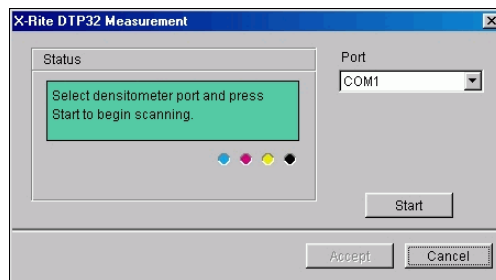 X-Rite DTP32 Measurement
Status
Select densitometer port and press
Start to begin scanning.
Port
COM1
Start
Accept
Cancel